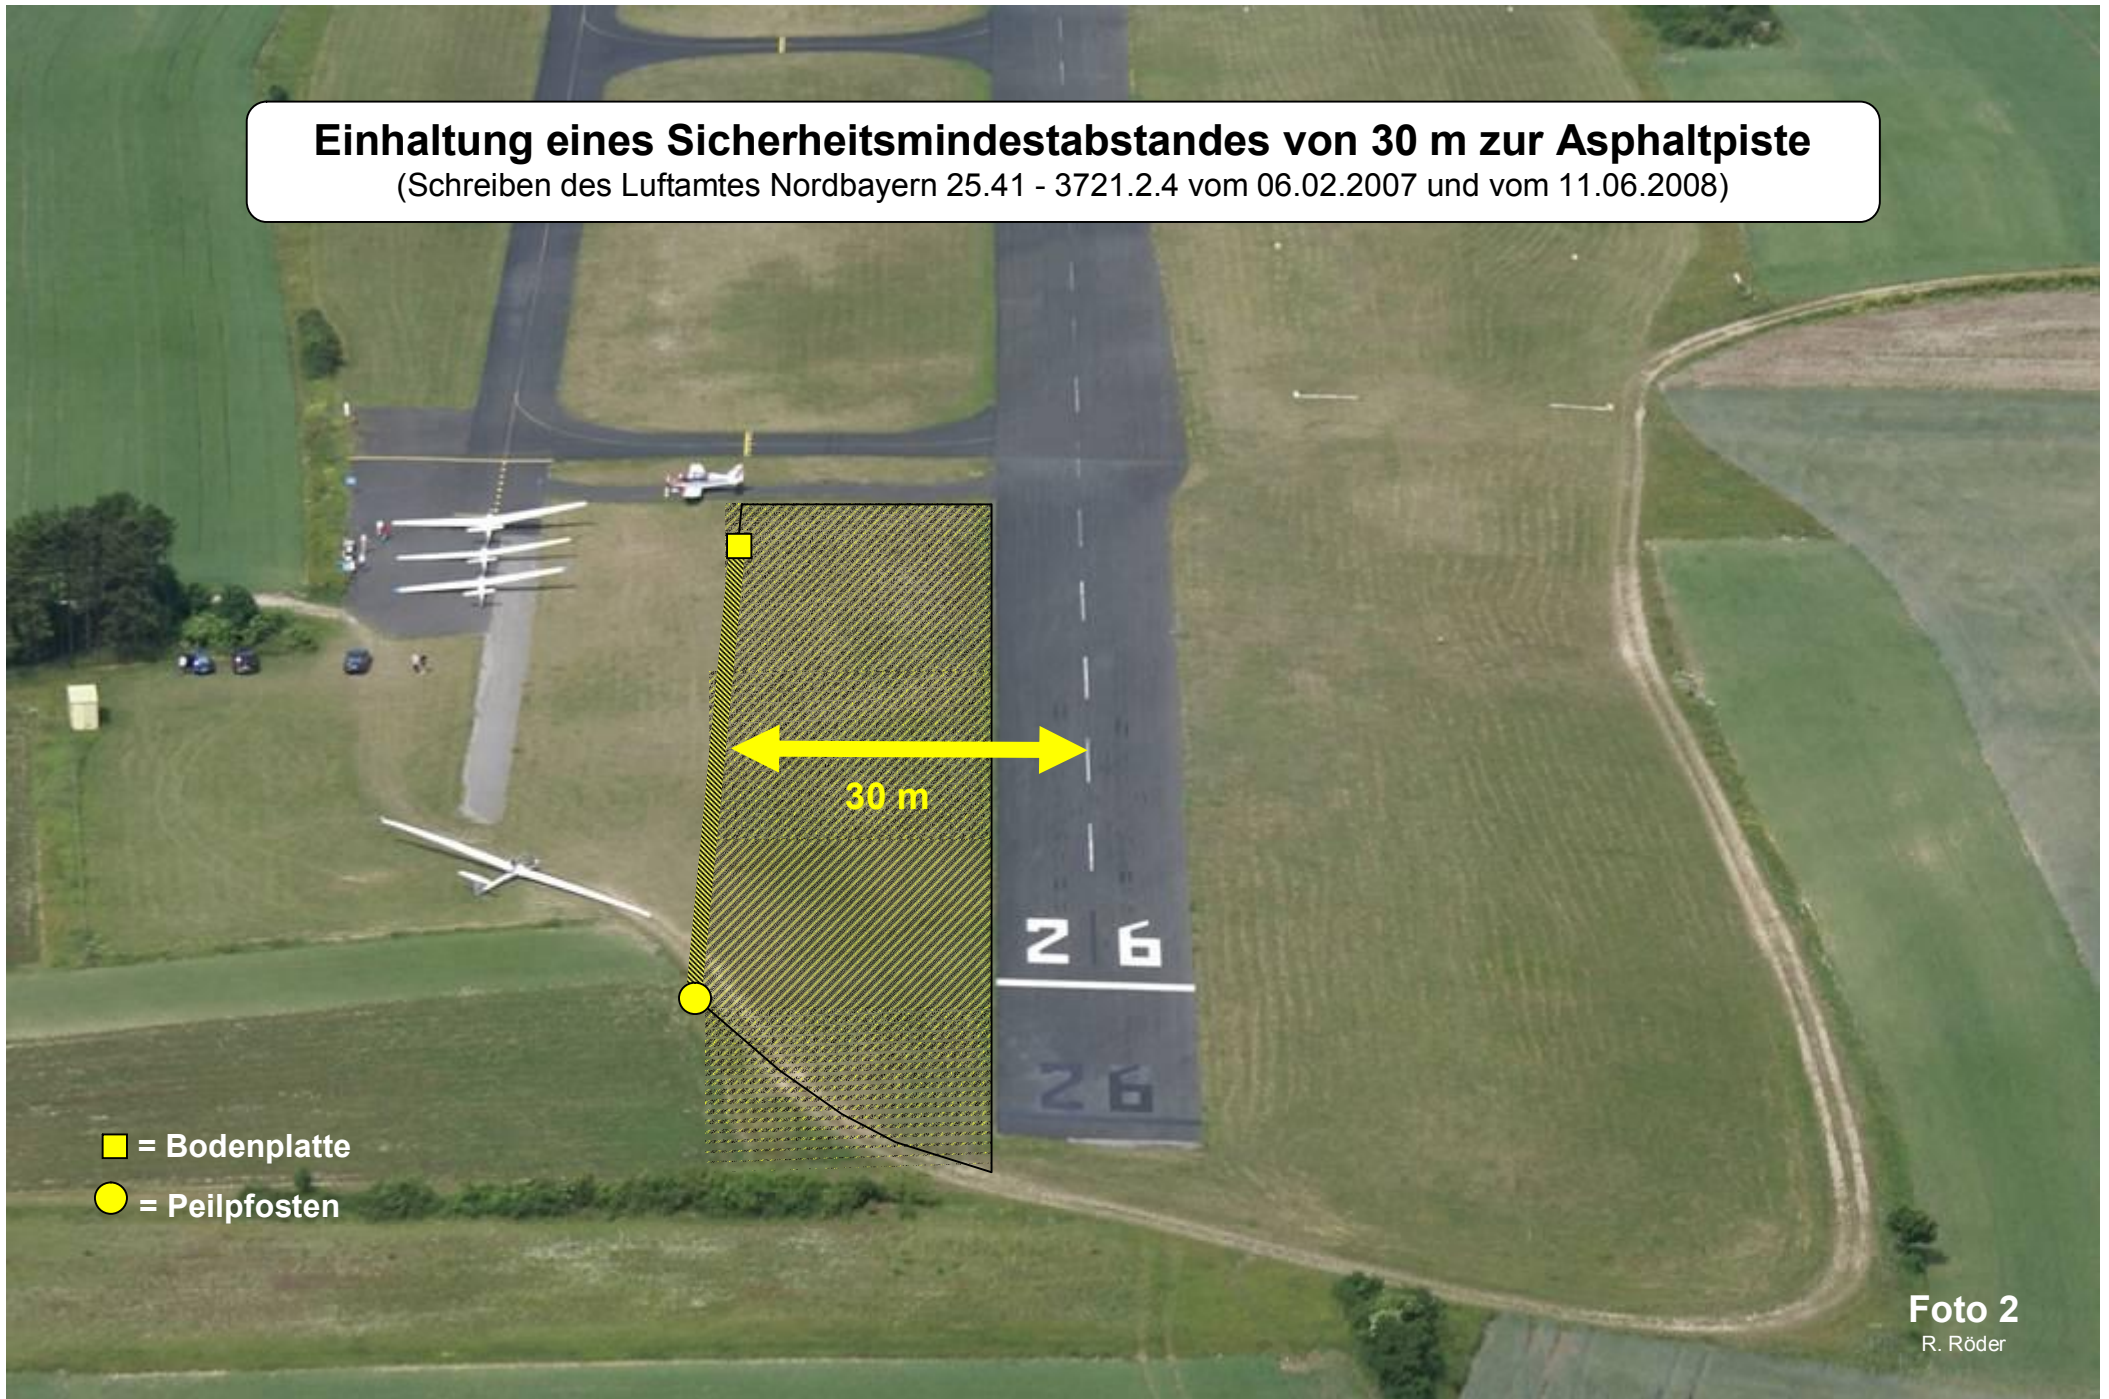 Einhaltung eines Sicherheitsmindestabstandes von 30 m zur Asphaltpiste
(Schreiben des Luftamtes Nordbayern 25.41 - 3721.2.4 vom 06.02.2007 und vom 11.06.2008)
30 m
26
26
= Bodenplatte
= Peilpfosten
Foto 2
R. Röder